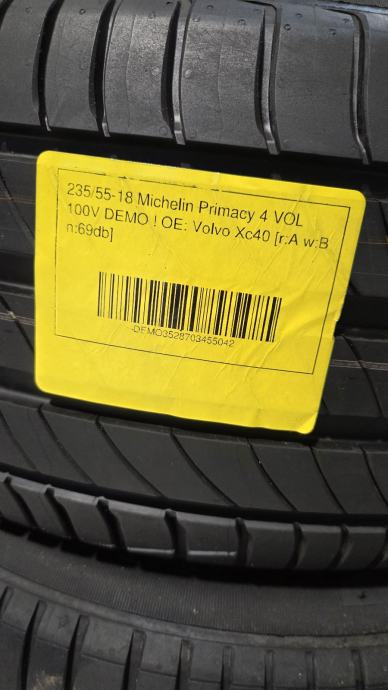 235/55-18 Michelin Primacy 4 VOL
100V DEMO ! OE: Volvo Xc40 [r:A w:B
n:69db]
-DEMO3528703455042